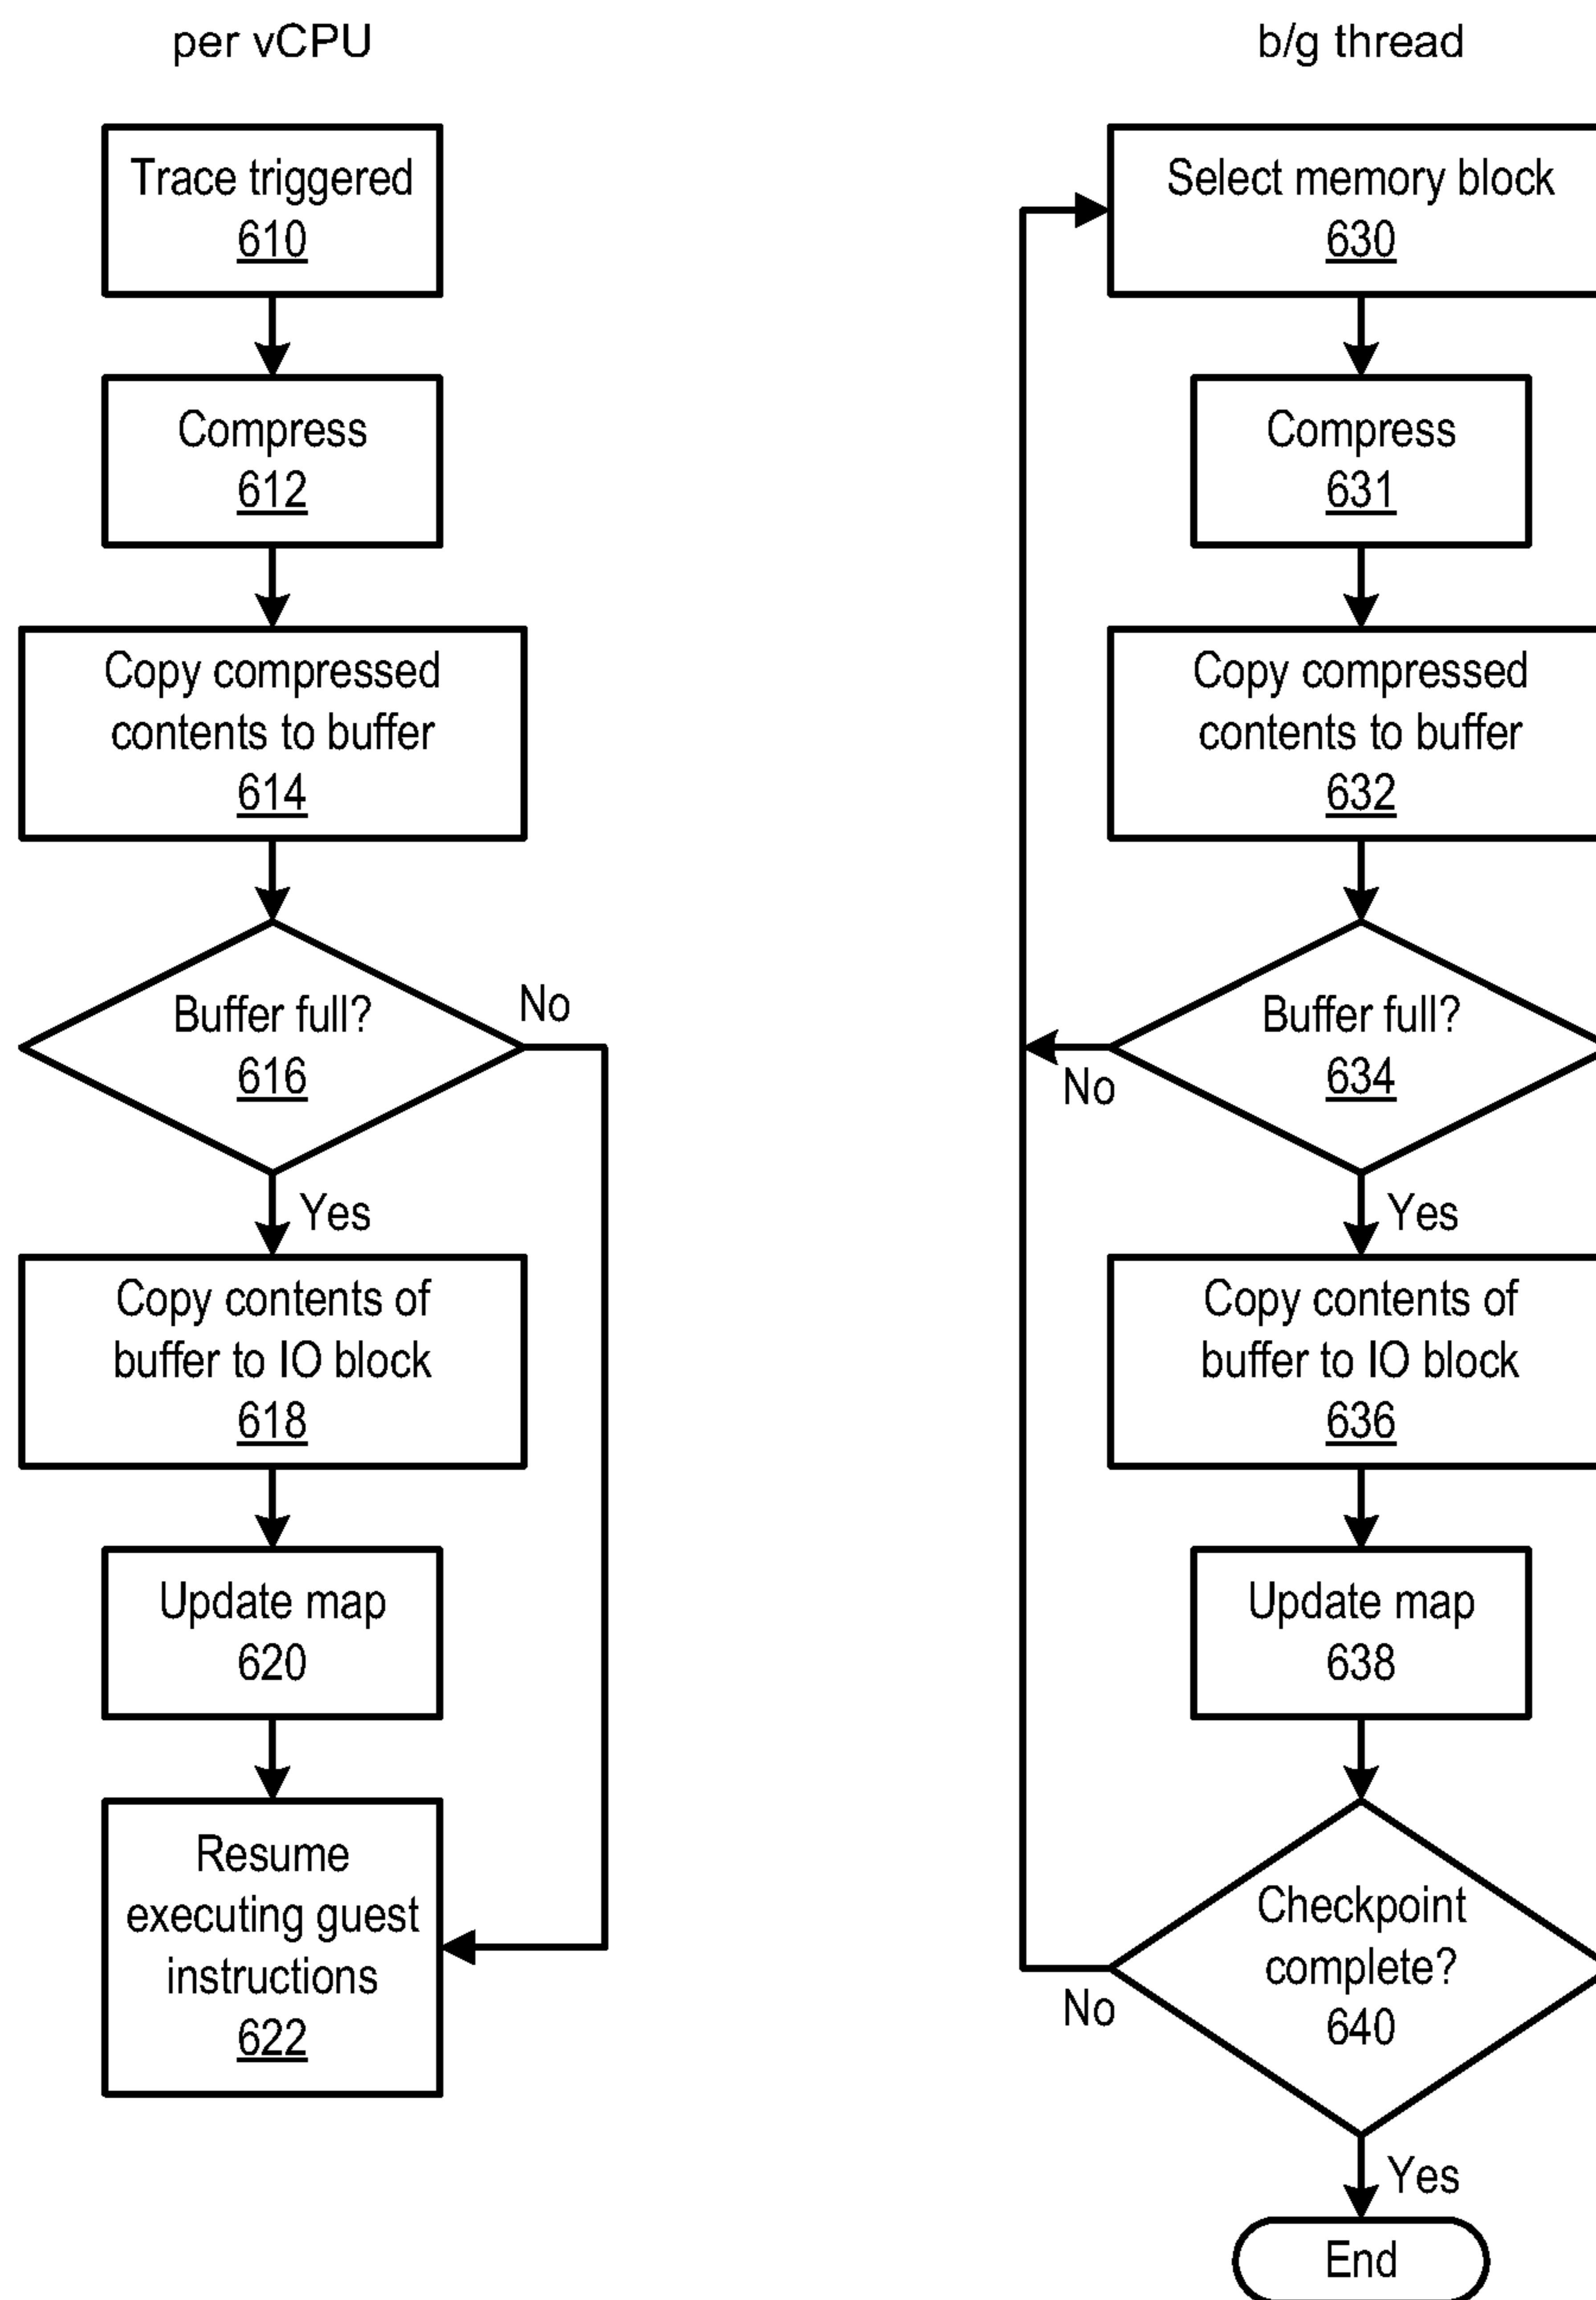 per vCPU
Trace triggered
610
Compress
612
Copy compressed
contents to buffer
614
Buffer full?
616
No
Yes
Copy contents of
buffer to IO block
618
Update map
620
Resume
executing guest
instructions
622
b/g thread
Select memory block
630
Compress
631
Copy compressed
contents to buffer
632
Buffer full?
634
No
Yes
Copy contents of
buffer to IO block
636
Update map
638
Checkpoint
complete?
640
No
Yes
End